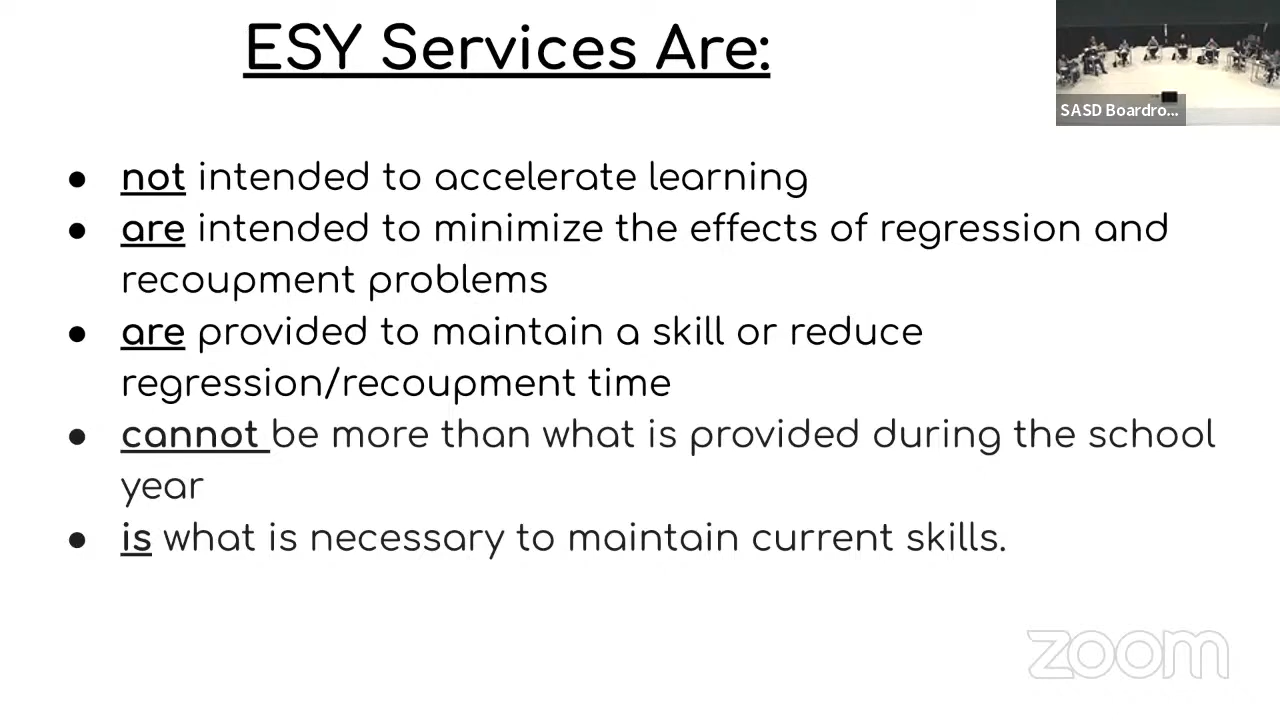 ESY Services Are:
SASD Boardro...
● not intended to accelerate learning
● are intended to minimize the effects of regression and
recoupment problems
● are provided to maintain a skill or reduce
regression/recoupment time
● cannot be more than what is provided during the school
year
● is what is necessary to maintain current skills.
zoom